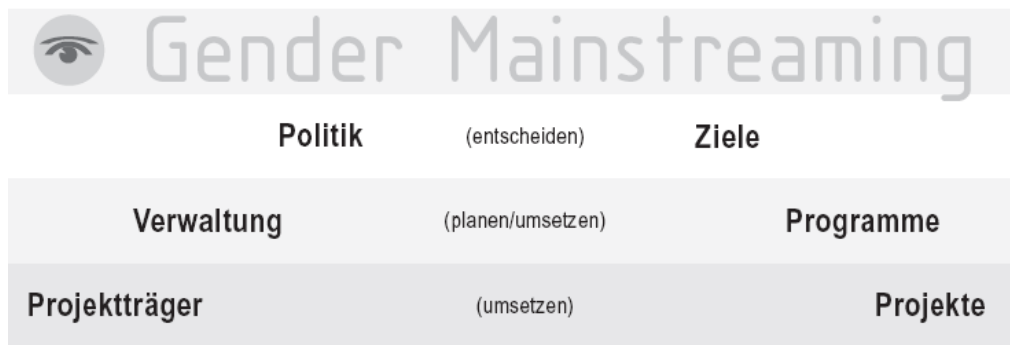 Gender Mainstreaming
Politik (entscheiden) Ziele
Verwaltung (planen/umsetzen) Programme
Projektträger (umsetzen) Projekte